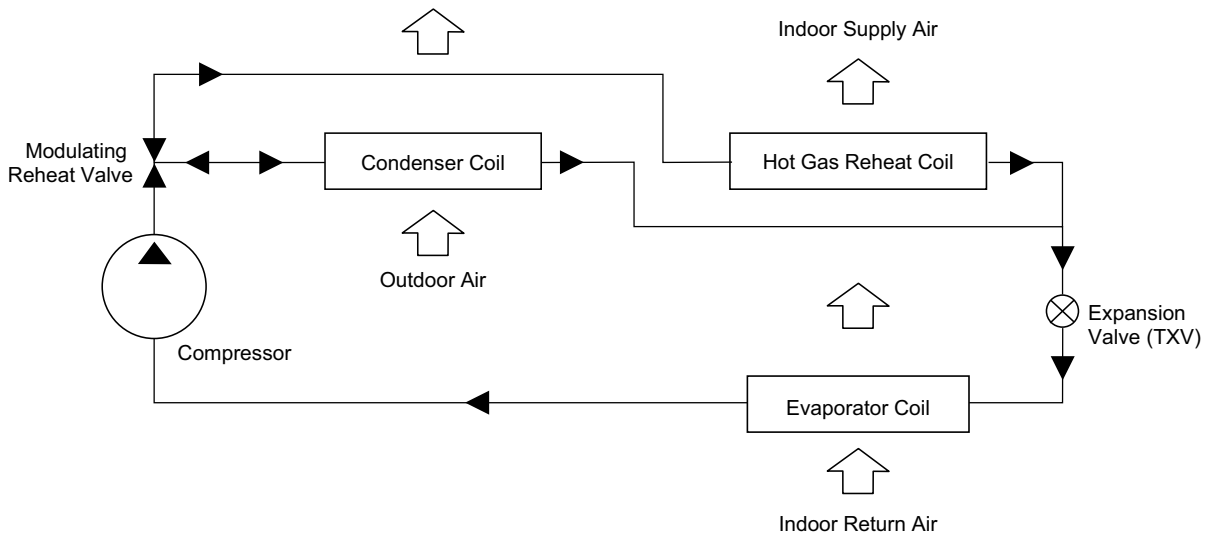 Indoor Supply Air
Modulating
Reheat Valve
Condenser Coil
Hot Gas Reheat Coil
Outdoor Air
Expansion
Valve (TXV)
Compressor
Evaporator Coil
Indoor Return Air